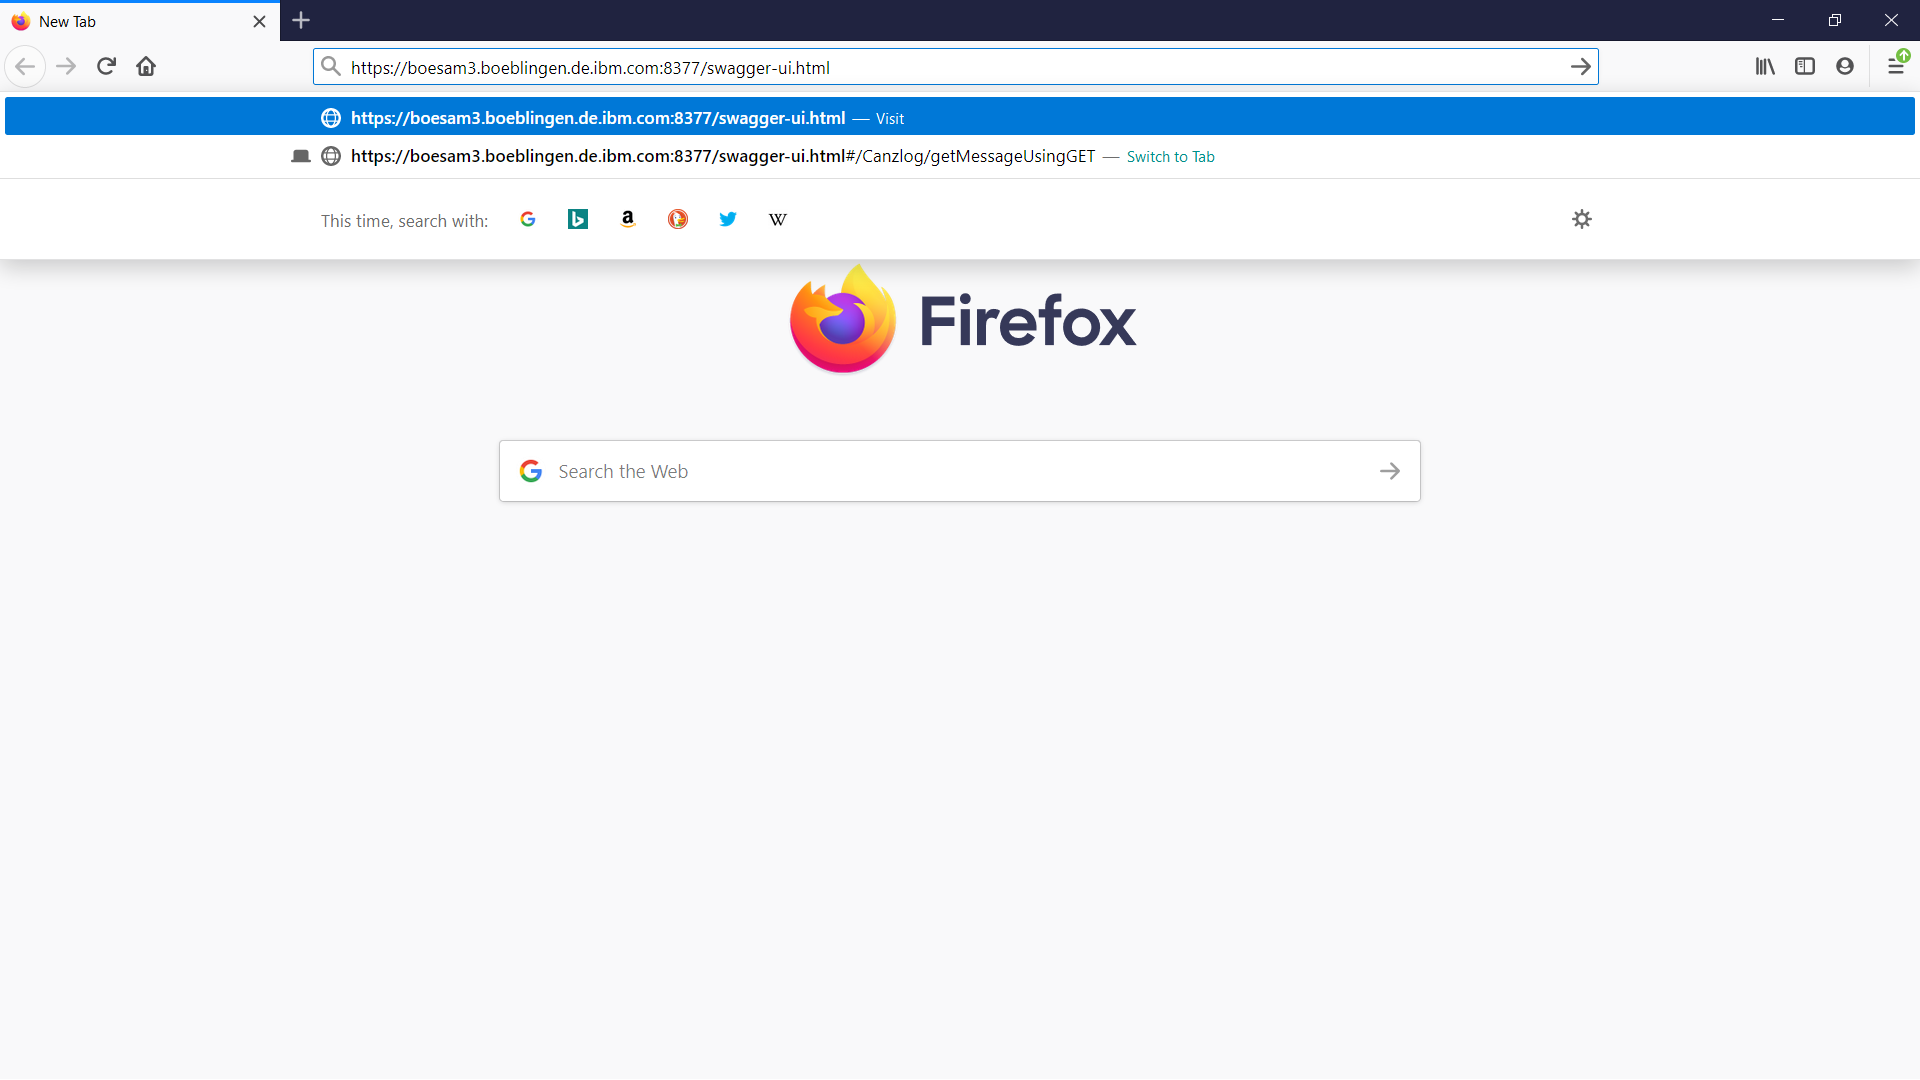 New Tab
https://boesam3.boeblingen.de.ibm.com:8377/swagger-ui.html
https://boesam3.boeblingen.de.ibm.com:8377/swagger-ui.html — Visit
https://boesam3.boeblingen.de.ibm.com:8377/swagger-ui.html#/Canzlog/getMessageUsingGET — Switch to Tab
This time, search with:
Firefox
Search the Web